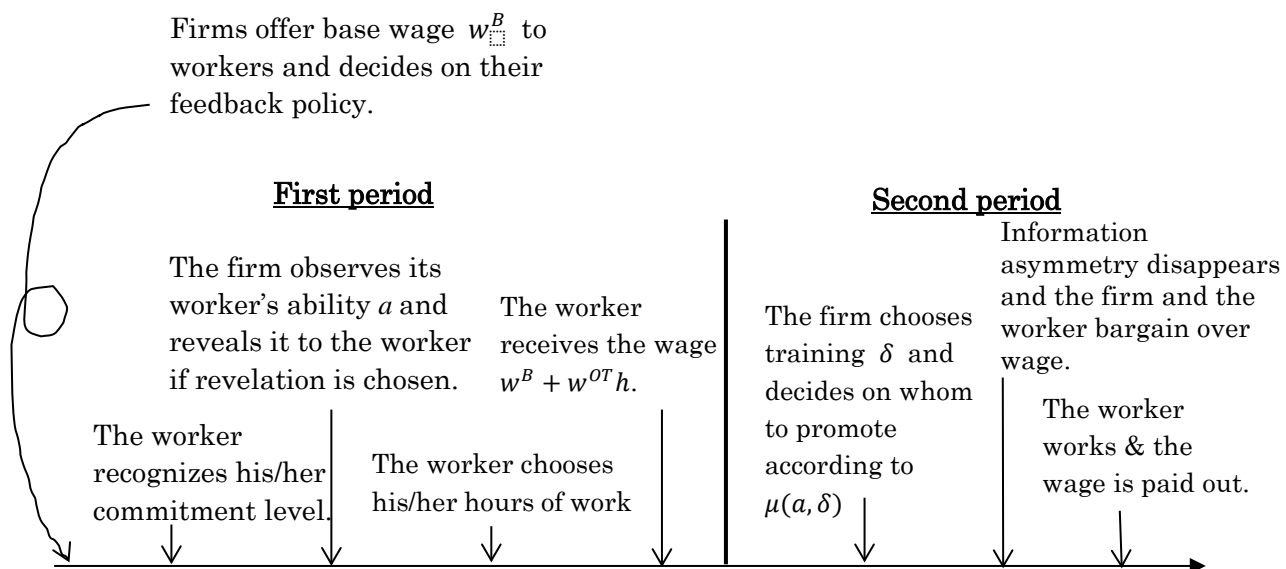 Firms offer base wage w^B to
workers and decides on their
feedback policy.
First period
The firm observes its
worker's ability a and
reveals it to the worker
if revelation is chosen.
The worker
receives the wage
w^B + w^{OT}h.
The worker
recognizes his/her
commitment level.
The worker chooses
his/her hours of work
Second period
The firm chooses
training δ and
decides on whom
to promote
according to
μ(a, δ)
Information
asymmetry disappears
and the firm and the
worker bargain over
wage.
The worker
works & the
wage is paid out.